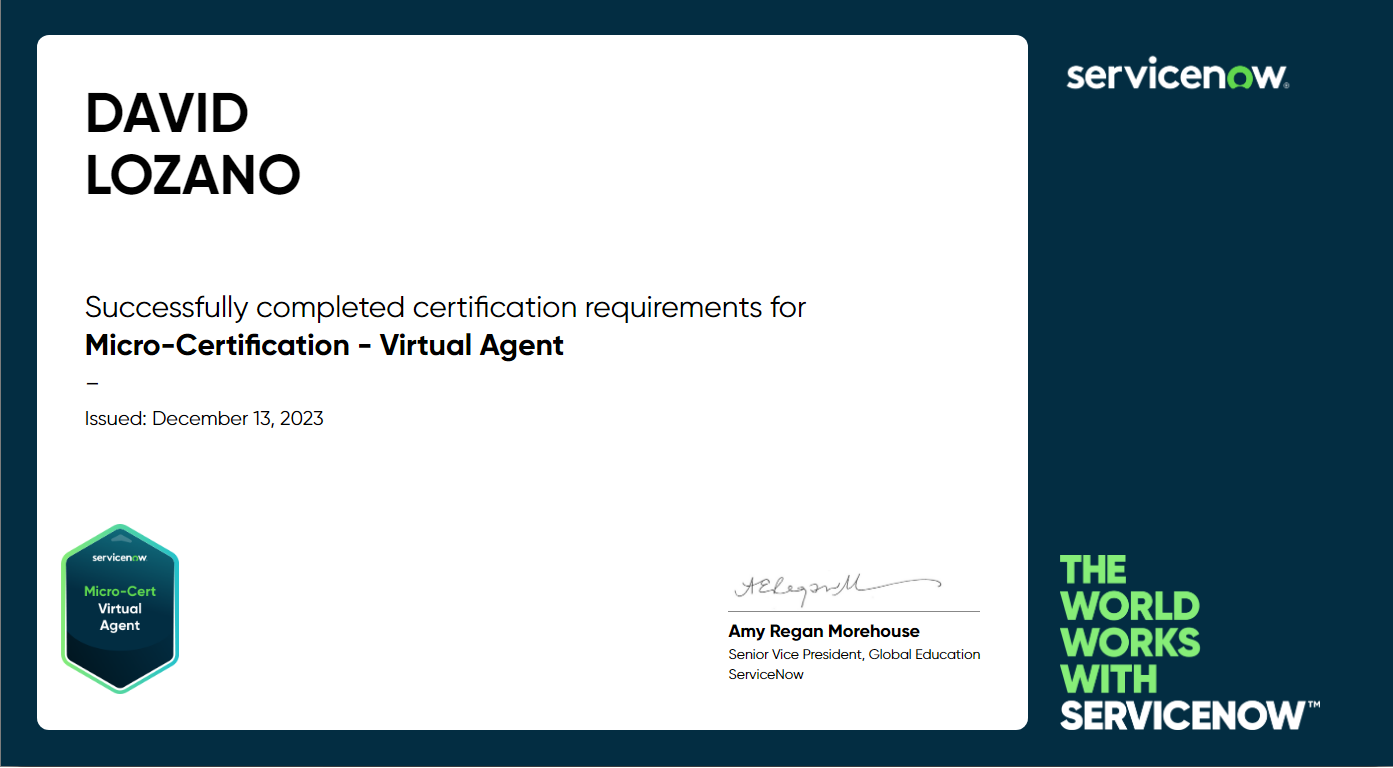 DAVID
LOZANO
Successfully completed certification requirements for
Micro-Certification - Virtual Agent
–
Issued: December 13, 2023
servicenow
Micro-Cert
Virtual
Agent
Amy Regan Morehouse
Senior Vice President, Global Education
ServiceNow
servicenow®
THE
WORLD
WORKS
WITH
SERVICENOW™